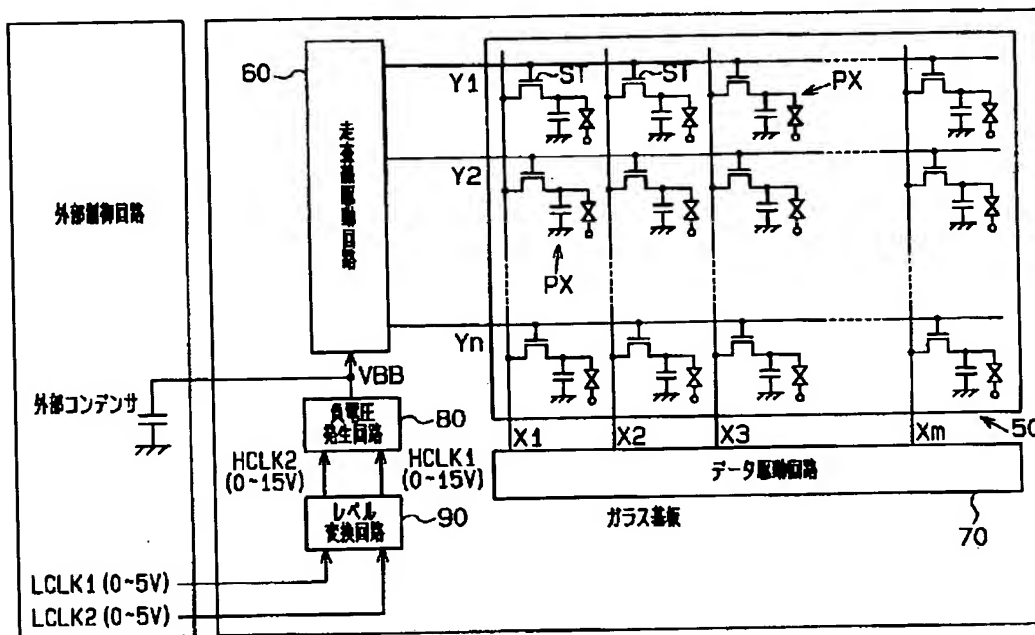 外部制御回路
外部コンデンサ
LCLK1(0~5V)
LCLK2(0~5V)
60
走査線駆動回路
VBB
負電圧
発生回路
80
HCLK2
(0~15V)
HCLK1
(0~15V)
レベル
変換回路
90
Y1
ST
ST
PX
Y2
PX
Yn
X1
X2
X3
Xm
50
データ駆動回路
70
ガラス基板